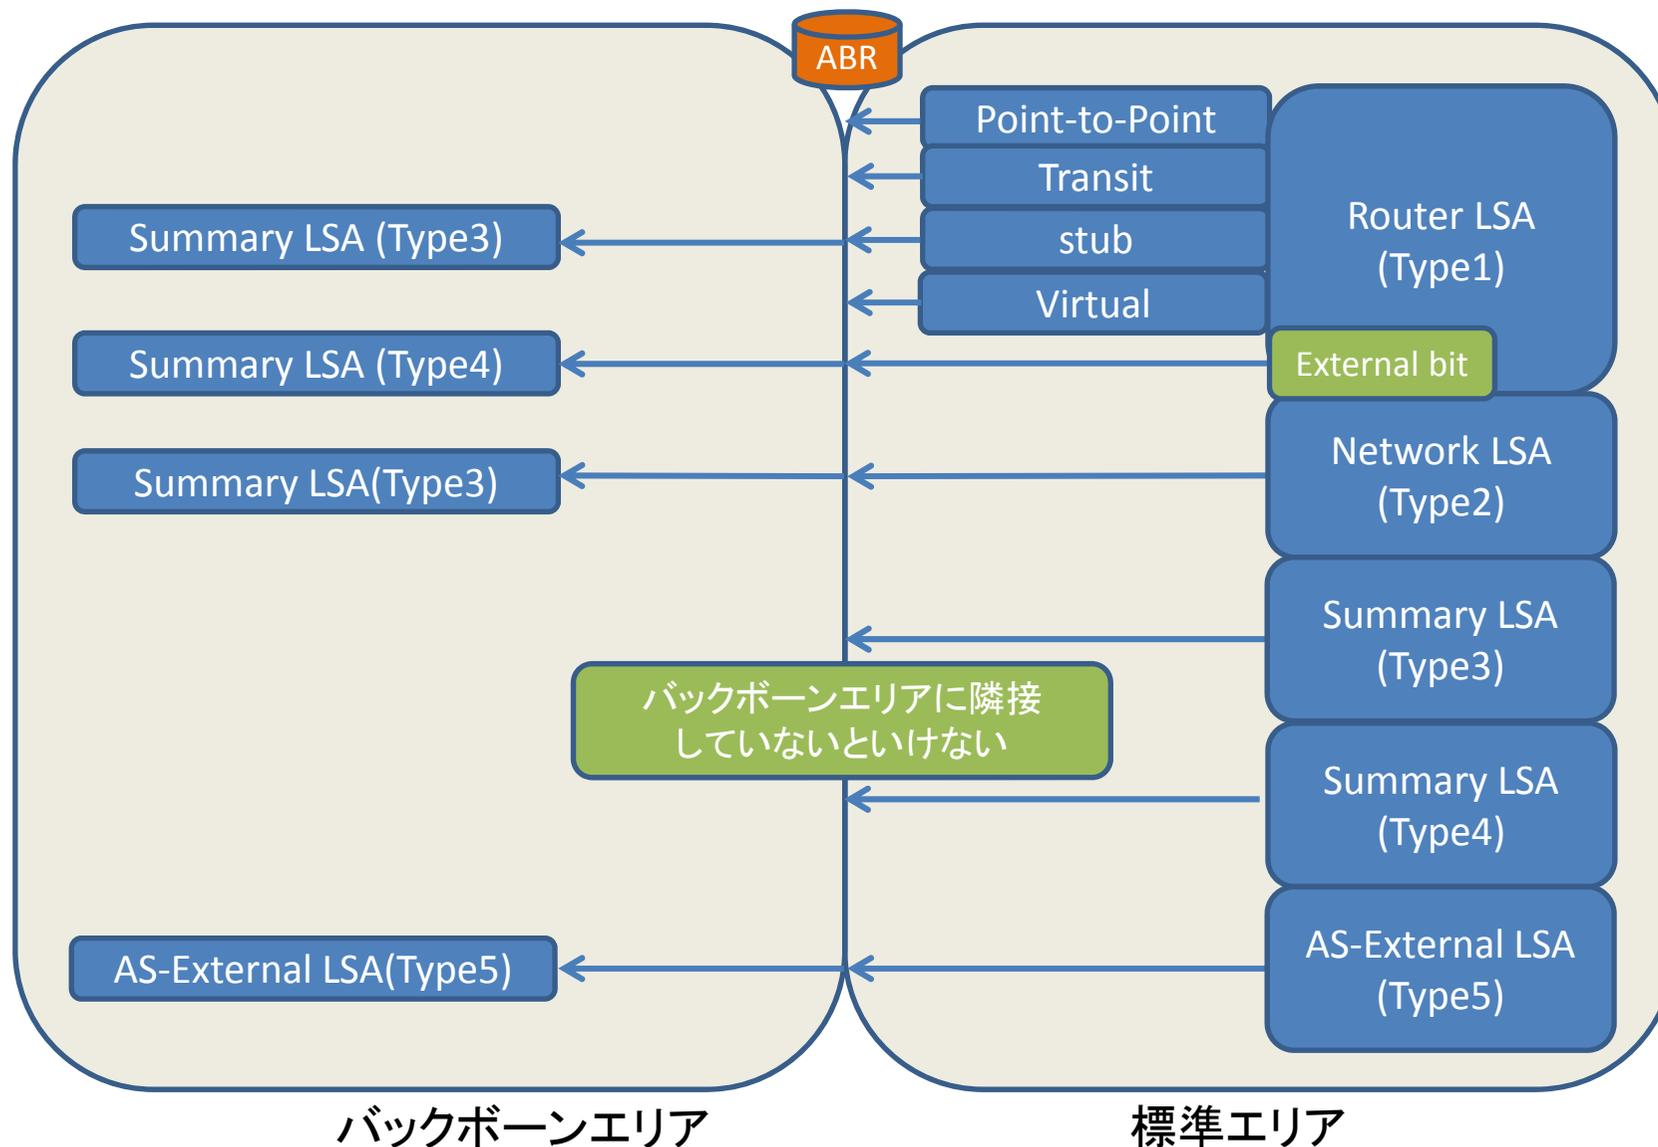 ABR
Point-to-Point
Transit
stub
Virtual
Router LSA
(Type1)
External bit
Summary LSA (Type3)
Summary LSA (Type4)
Summary LSA(Type3)
Network LSA
(Type2)
Summary LSA
(Type3)
バックボーンエリアに隣接
していないといけない
Summary LSA
(Type4)
AS-External LSA(Type5)
AS-External LSA
(Type5)
バックボーンエリア
標準エリア